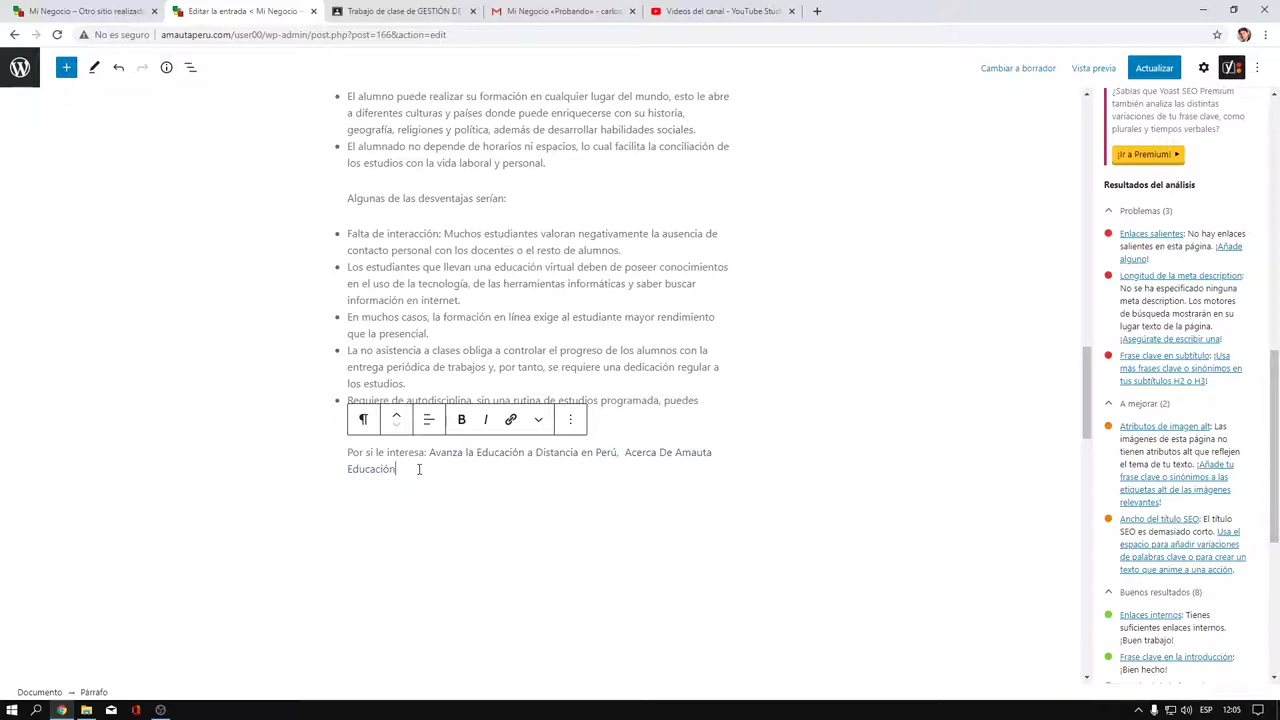 Mi Negocio – Otro sitio realizado
Editar la entrada < Mi Negocio —
Trabajo de clase de GESTIÓN DE
Mi Negocio «Probando» - carlos
Videos del canal - YouTube Studi
No es seguro | amautaperu.com/user00/wp-admin/post.php?post=166&action=edit
Cambiar a borrador
Vista previa
Actualizar
El alumno puede realizar su formación en cualquier lugar del mundo, esto le abre
a diferentes culturas y países donde puede enriquecerse con su historia,
geografía, religiones y política, además de desarrollar habilidades sociales.
El alumnado no depende de horarios ni espacios, lo cual facilita la conciliación de
los estudios con la vida laboral y personal.
Algunas de las desventajas serían:
Falta de interacción: Muchos estudiantes valoran negativamente la ausencia de
contacto personal con los docentes o el resto de alumnos.
Los estudiantes que llevan una educación virtual deben de poseer conocimientos
en el uso de la tecnología, de las herramientas informáticas y saber buscar
información en internet.
En muchos casos, la formación en línea exige al estudiante mayor rendimiento
que la presencial.
La no asistencia a clases obliga a controlar el progreso de los alumnos con la
entrega periódica de trabajos y, por tanto, se requiere una dedicación regular a
los estudios.
Requiere de autodisciplina, sin una rutina de estudios programada, puedes
B I
Por si le interesa: Avanza la Educación a Distancia en Perú,  Acerca De Amauta
Educación
¿Sabías que Yoast SEO Premium
también analiza las distintas
variaciones de tu frase clave, como
plurales y tiempos verbales?
¡Ir a Premium!
Resultados del análisis
Problemas (3)
Enlaces salientes: No hay enlaces
salientes en esta página. ¡Añade
alguno!
Longitud de la meta description:
No se ha especificado ninguna
meta description. Los motores
de búsqueda mostrarán en su
lugar texto de la página.
¡Asegúrate de escribir una!
Frase clave en subtítulo: ¡Usa
más frases clave o sinónimos en
tus subtítulos H2 o H3!
A mejorar (2)
Atributos de imagen alt: Las
imágenes de esta página no
tienen atributos alt que reflejen
el tema de tu texto. ¡Añade tu
frase clave o sinónimos a las
etiquetas alt de las imágenes
relevantes!
Ancho del título SEO: El título
SEO es demasiado corto. Usa el
espacio para añadir variaciones
de palabras clave o para crear un
texto que anime a una acción.
Buenos resultados (8)
Enlaces internos: Tienes
suficientes enlaces internos.
¡Buen trabajo!
Frase clave en la introducción:
¡Bien hecho!
Documento → Párrafo
ESP 12:05